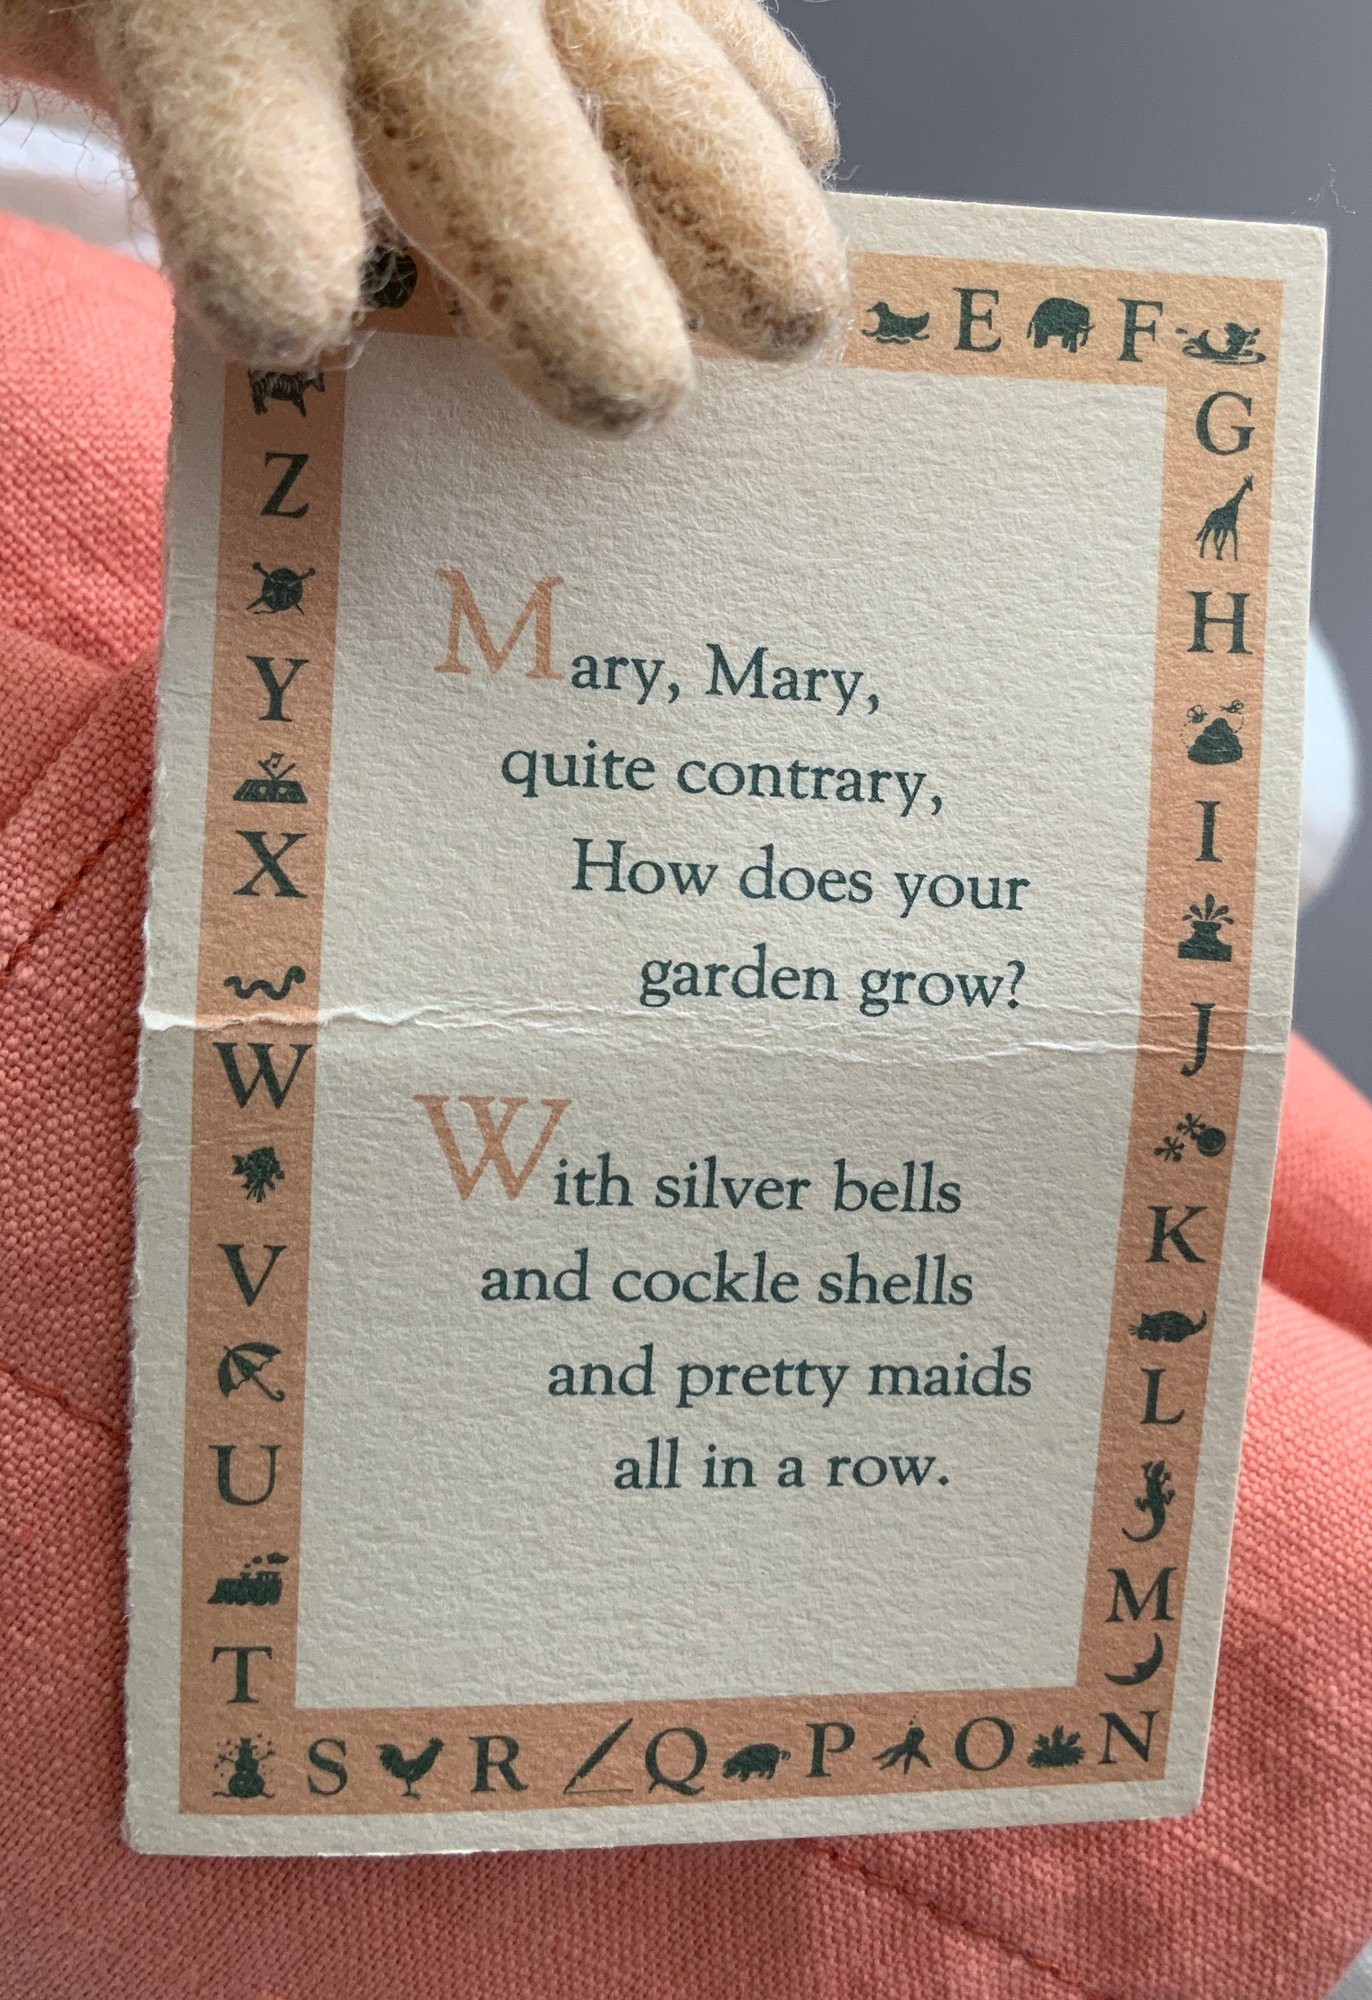 E F
G
H
I
J
K
L
M
N
O
P
Q
R
S
T
U
V
W
X
Y
Z
Mary, Mary,
quite contrary,
How does your
garden grow?
With silver bells
and cockle shells
and pretty maids
all in a row.